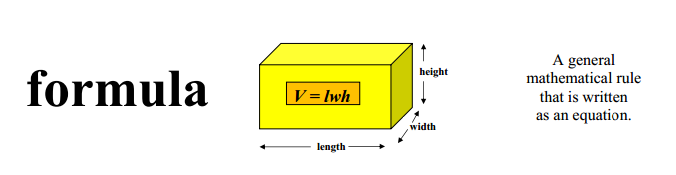 formula
V = lwh
height
width
length
A general
mathematical rule
that is written
as an equation.